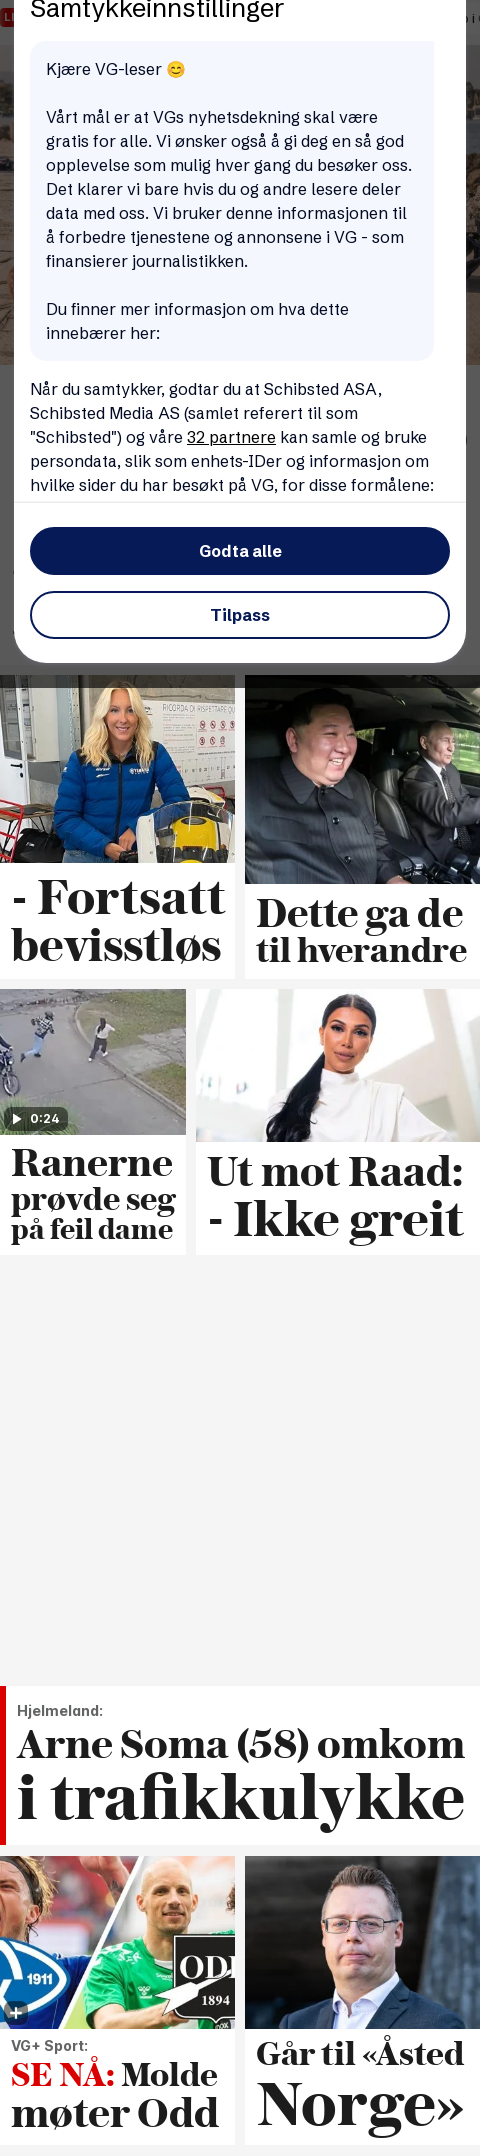 Samtykkeinnstillinger
Kjære VG-leser 😊
Vårt mål er at VGs nyhetsdekning skal være
gratis for alle. Vi ønsker også å gi deg en så god
opplevelse som mulig hver gang du besøker oss.
Det klarer vi bare hvis du og andre lesere deler
data med oss. Vi bruker denne informasjonen til
å forbedre tjenestene og annonsene i VG - som
finansierer journalistikken.
Du finner mer informasjon om hva dette
innebærer her:
Når du samtykker, godtar du at Schibsted ASA,
Schibsted Media AS (samlet referert til som
"Schibsted") og våre 32 partnere kan samle og bruke
persondata, slik som enhets-IDer og informasjon om
hvilke sider du har besøkt på VG, for disse formålene:
Godta alle
Tilpass
RICORDA DI RISPETTARE
YAMAHA
- Fortsatt
bevisstløs
Dette ga de
til hverandre
0:24
Ranerne
prøvde seg
på feil dame
Ut mot Raad:
- Ikke greit
Hjelmeland:
Arne Soma (58) omkom
i trafikkulykke
1911
ODD
1894
VG+ Sport:
SE NÅ: Molde
møter Odd
Går til «Åsted
Norge»